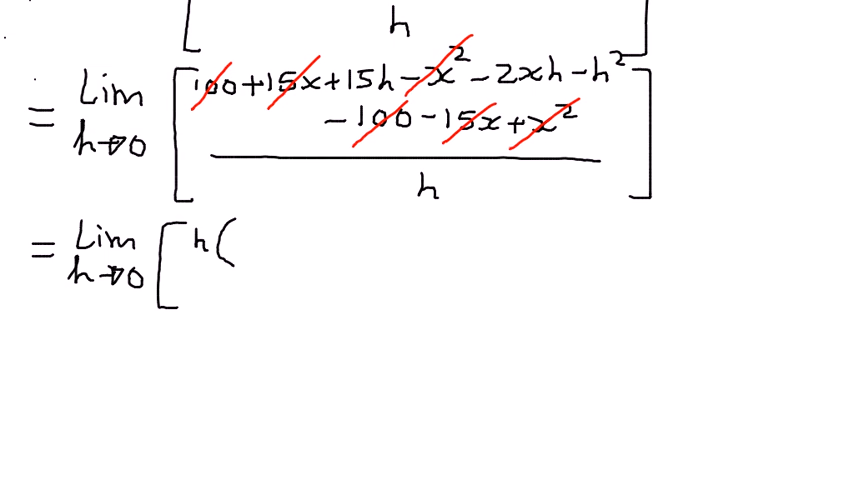 h
= Lim h→0 [ 100+15x+15h-x²-2xh-h²
-100-15x+x²
h ]
= Lim h→0 [ h(